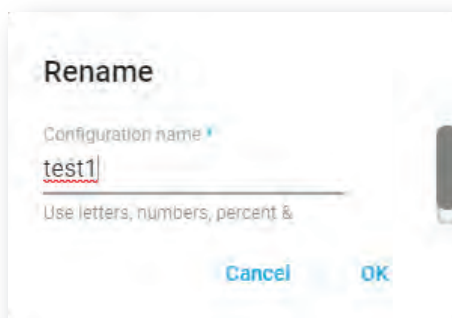 Rename
Configuration name *
test1
Use letters, numbers, percent &
Cancel OK